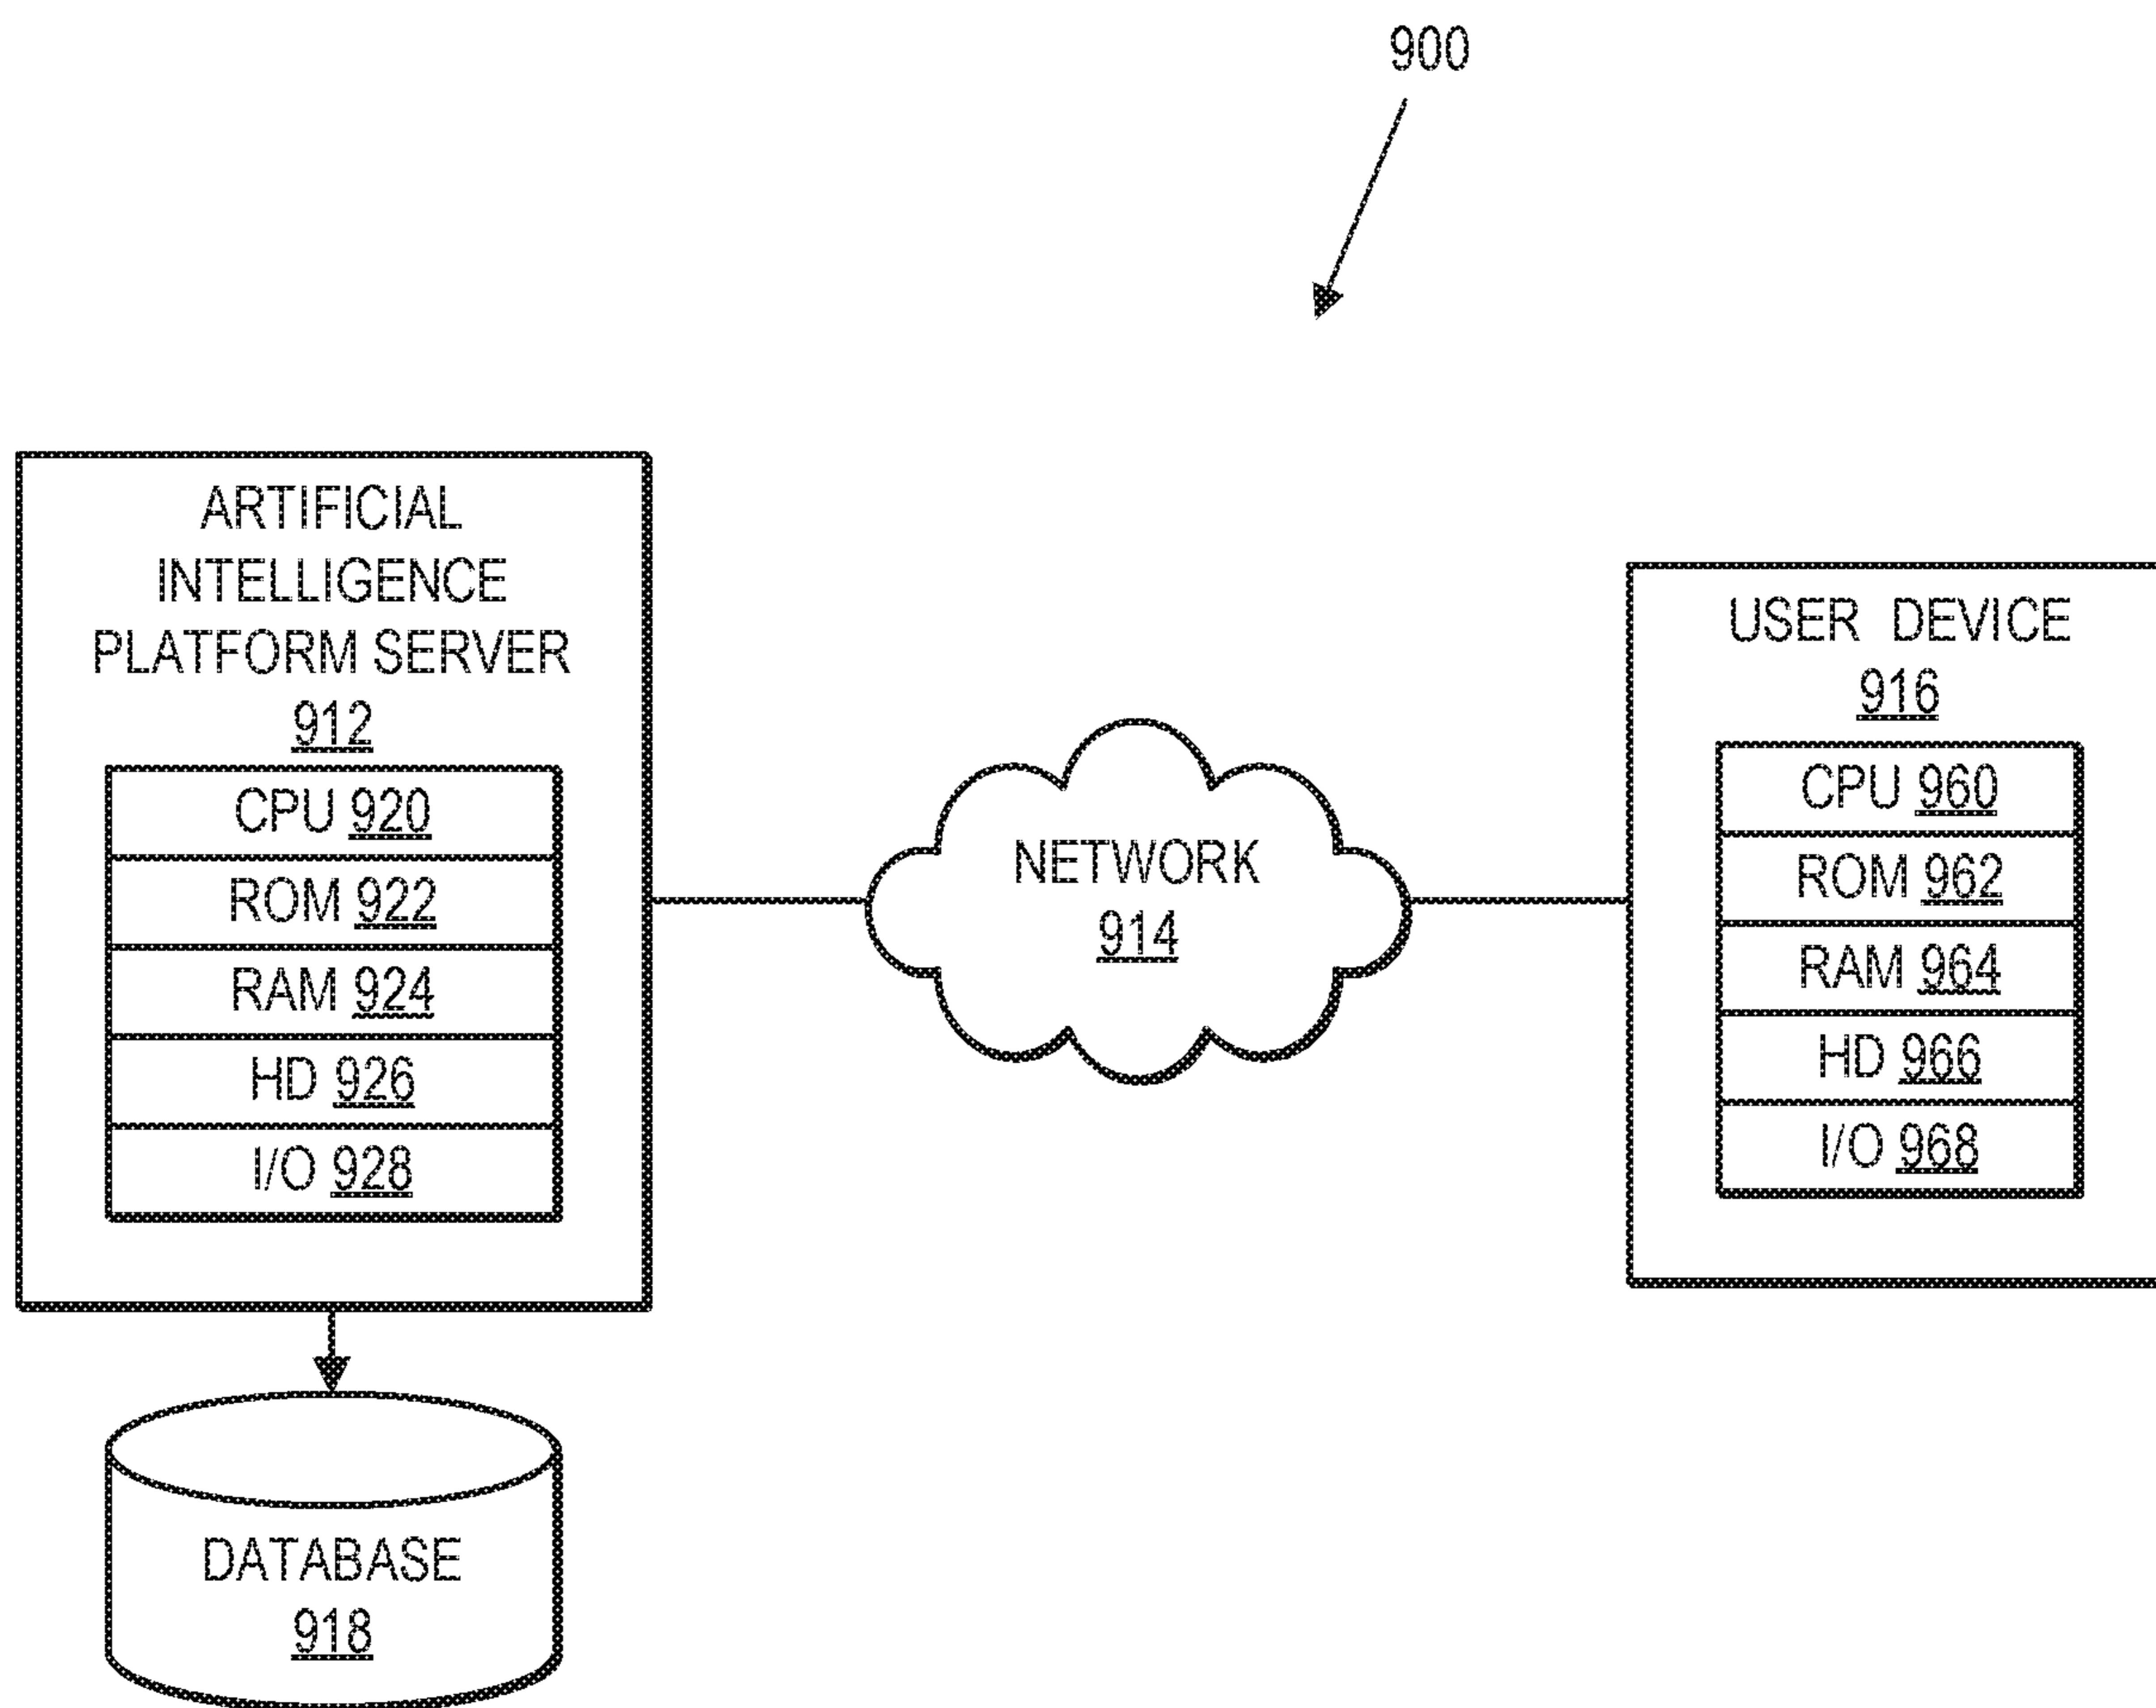 900
ARTIFICIAL
INTELLIGENCE
PLATFORM SERVER
912
CPU 920
ROM 922
RAM 924
HD 926
I/O 928
NETWORK
914
USER DEVICE
916
CPU 960
ROM 962
RAM 964
HD 966
I/O 968
DATABASE
918